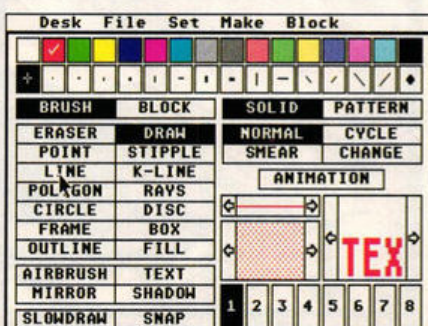 Desk File Set Make Block
BRUSH BLOCK SOLID PATTERN
ERASER DRAW NORMAL CYCLE
POINT STIPPLE SMEAR CHANGE
LINE K-LINE ANIMATION
POLYGON RAYS
CIRCLE DISC
FRAME BOX
OUTLINE FILL TEX
AIRBRUSH TEXT
MIRROR SHADOW 1 2 3 4 5 6 7 8
SLOWDRAW SNAP